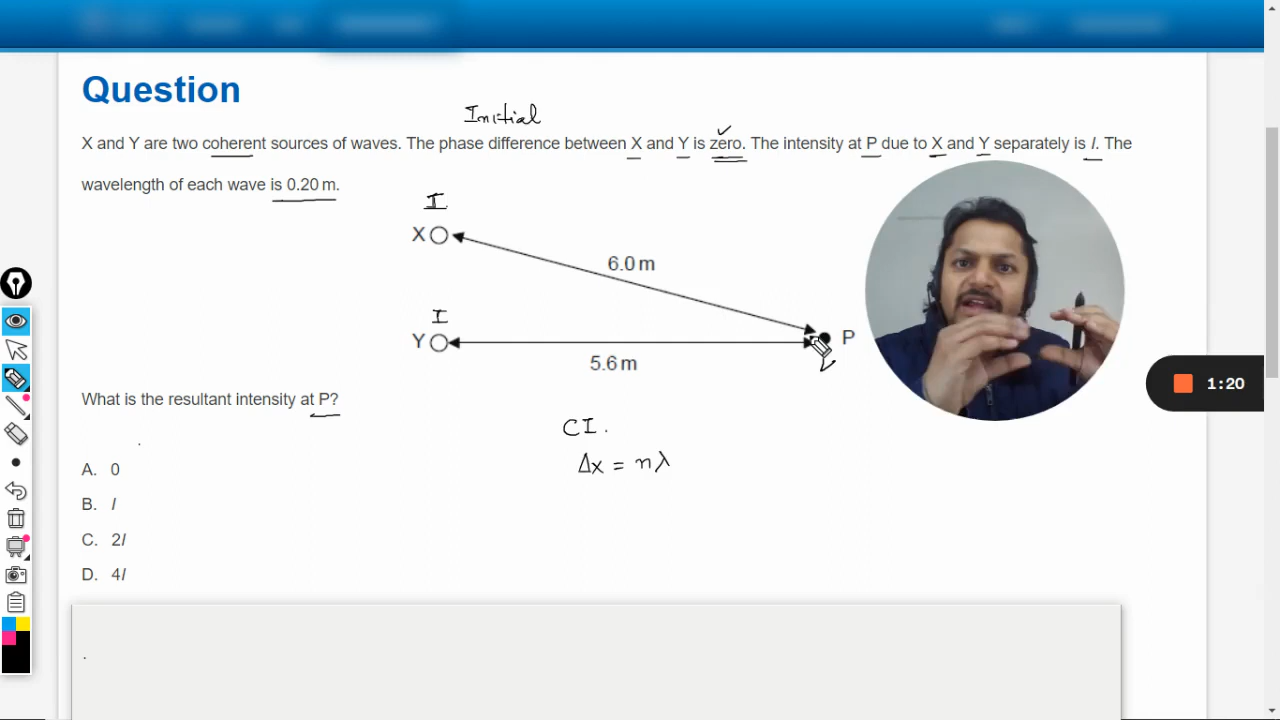 Question
Initial
X and Y are two coherent sources of waves. The phase difference between X and Y is zero. The intensity at P due to X and Y separately is I. The
wavelength of each wave is 0.20 m.
I
X
6.0 m
I
Y
P
5.6 m
1:20
What is the resultant intensity at P?
CI.
Δx = nλ
A. 0
B. I
C. 2I
D. 4I